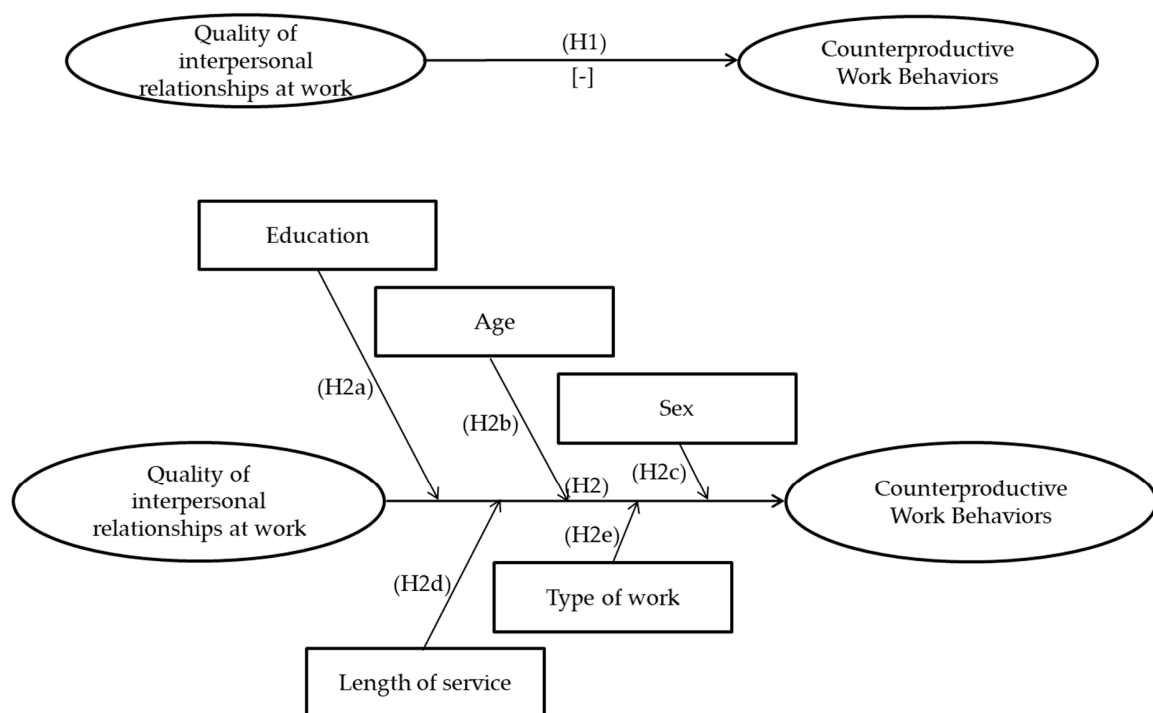 Quality of
interpersonal
relationships at work
(H1)
[-]
Counterproductive
Work Behaviors
Education
Age
Sex
(H2a)
(H2b)
(H2c)
Quality of
interpersonal
relationships at work
(H2)
Counterproductive
Work Behaviors
(H2e)
(H2d)
Type of work
Length of service